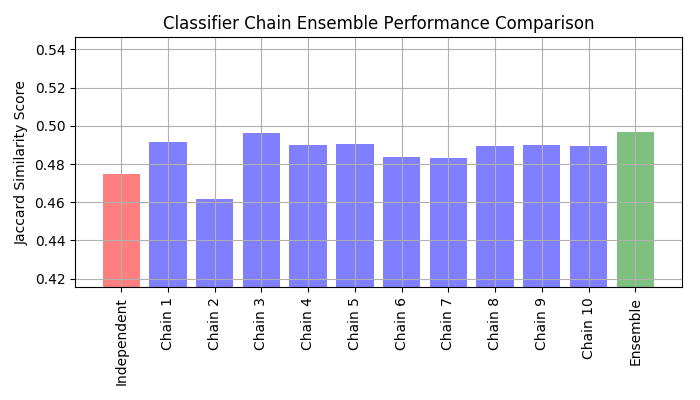 Classifier Chain Ensemble Performance Comparison
Jaccard Similarity Score
0.54
0.52
0.50
0.48
0.46
0.44
0.42
Independent
Chain 1
Chain 2
Chain 3
Chain 4
Chain 5
Chain 6
Chain 7
Chain 8
Chain 9
Chain 10
Ensemble